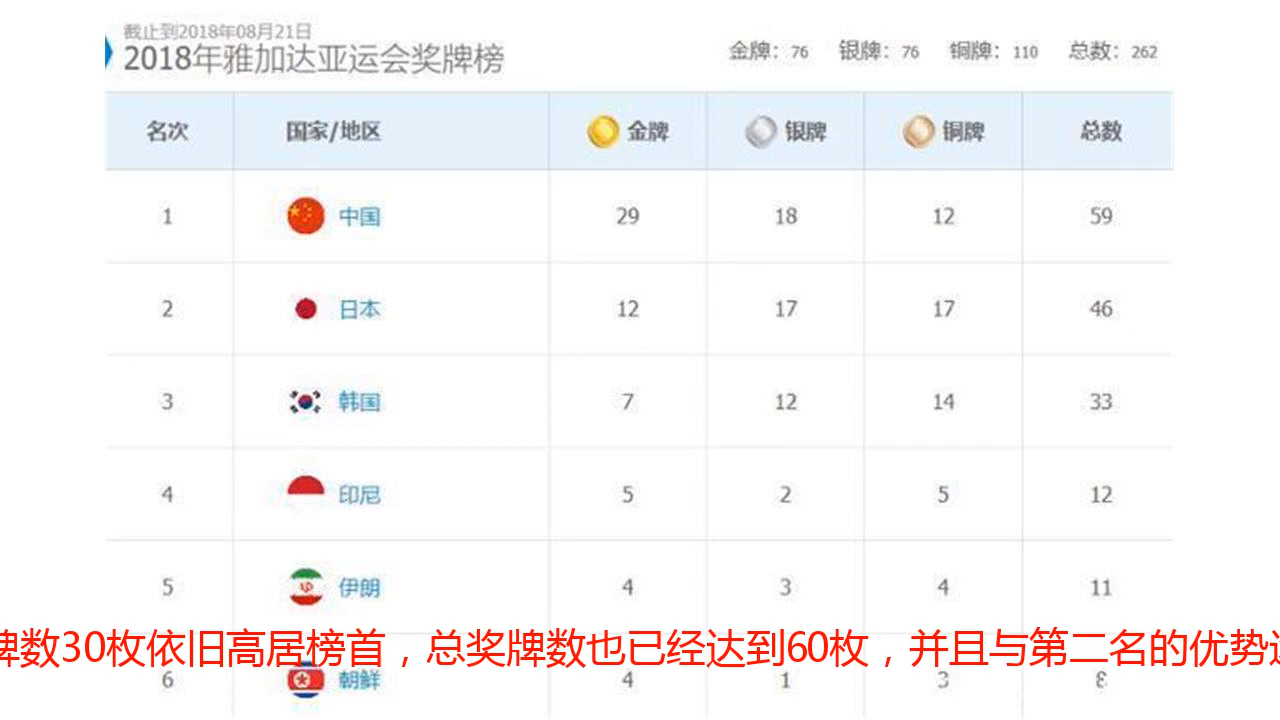 截止到2018年08月21日
2018年雅加达亚运会奖牌榜
金牌：76 银牌：76 铜牌：110 总数：262
名次 国家/地区 金牌 银牌 铜牌 总数
1 中国 29 18 12 59
2 日本 12 17 17 46
3 韩国 7 12 14 33
4 印尼 5 2 5 12
5 伊朗 4 3 4 11
牌数30枚依旧高居榜首，总奖牌数也已经达到60枚，并且与第二名的优势
6 朝鲜 4 1 3 8